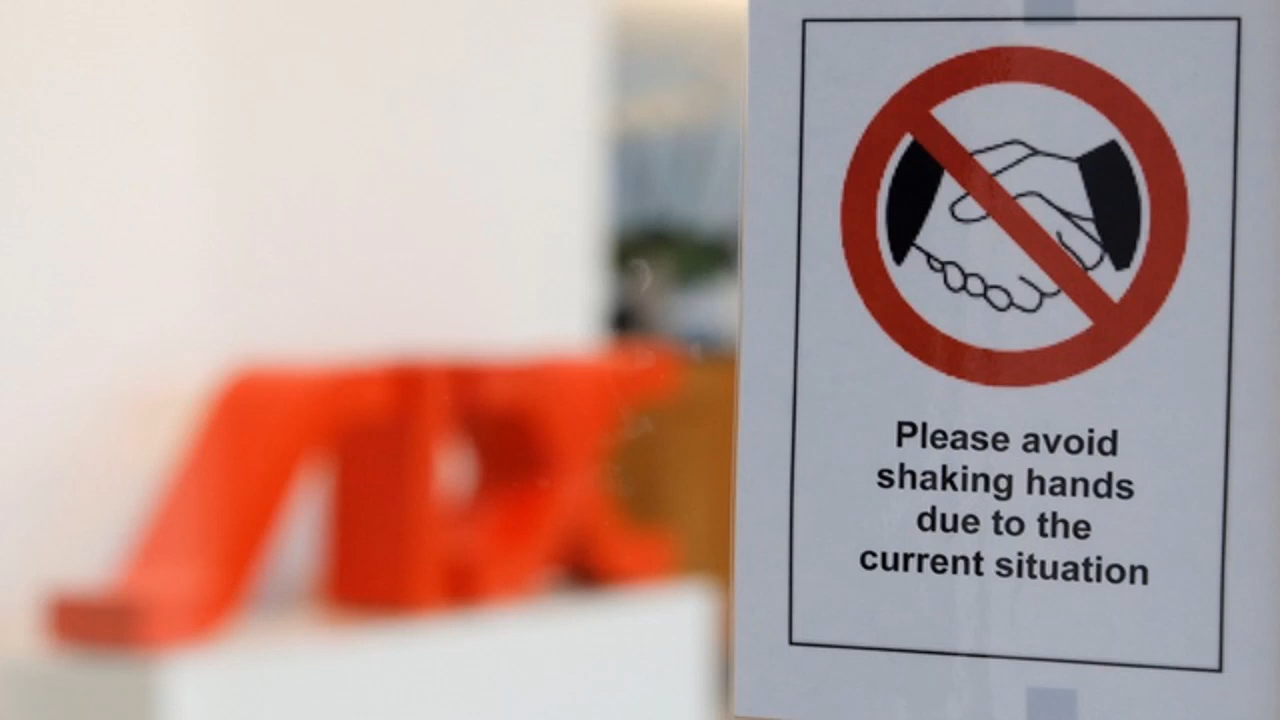 Please avoid
shaking hands
due to the
current situation